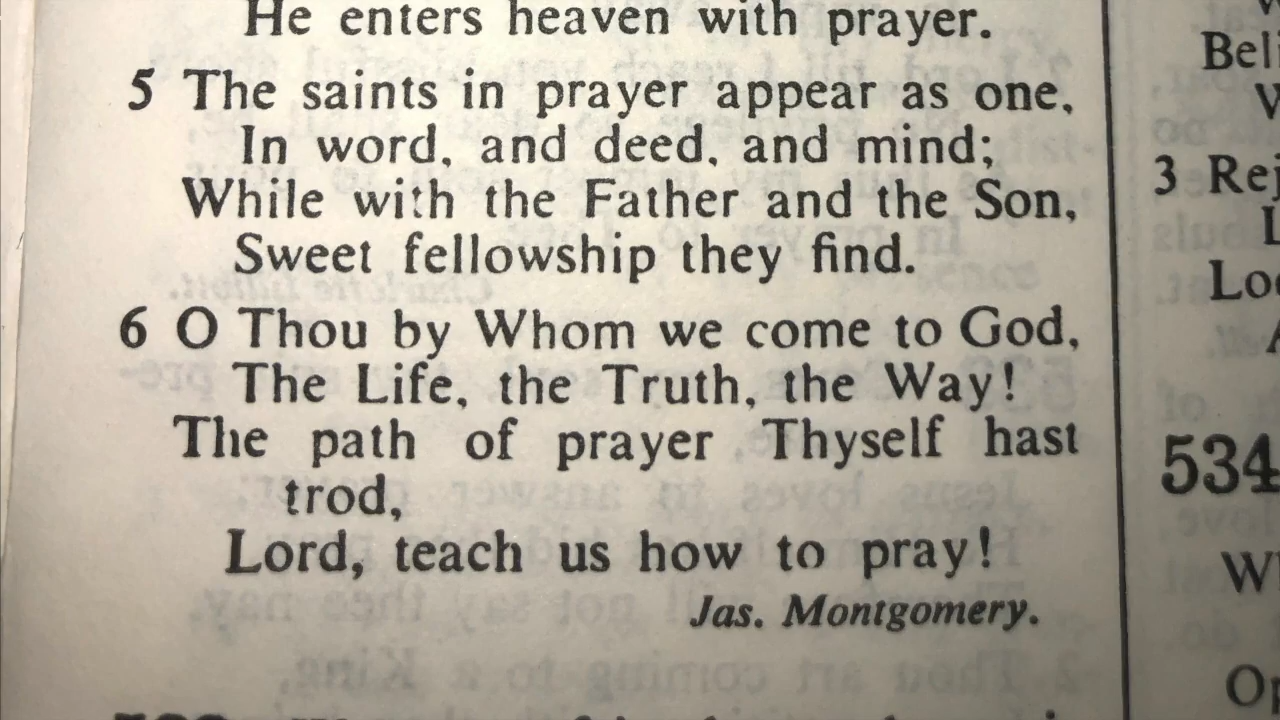 He enters heaven with prayer.
5 The saints in prayer appear as one,
In word, and deed, and mind;
While with the Father and the Son,
Sweet fellowship they find.
6 O Thou by Whom we come to God,
The Life, the Truth, the Way!
The path of prayer Thyself hast
trod,
Lord, teach us how to pray!
Jas. Montgomery.
3
534